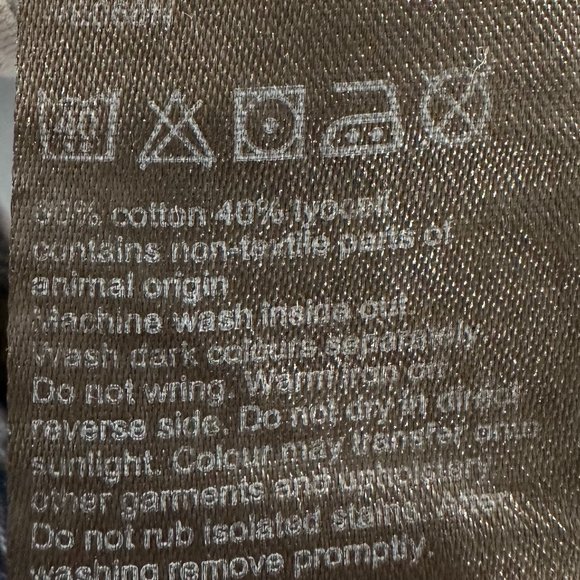 40
60% cotton 40% lyocell
contains non-textile parts of
animal origin
Machine wash inside out.
Wash dark colours separately.
Do not wring. Warm iron on
reverse side. Do not dry in direct
sunlight. Colour may transfer onto
other garments and upholstery.
Do not rub isolated stains. When
washing remove promptly.